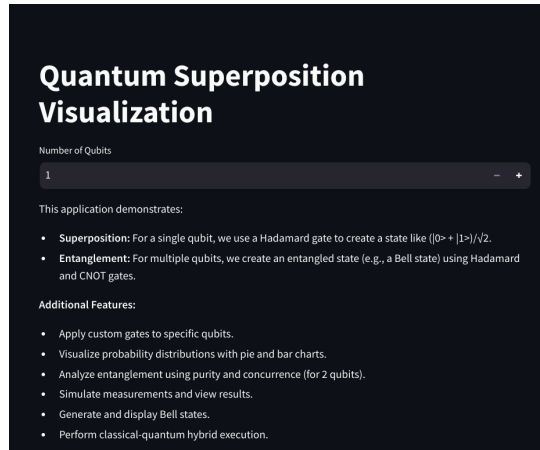 Quantum Superposition
Visualization
Number of Qubits
1 − +
This application demonstrates:
• Superposition: For a single qubit, we use a Hadamard gate to create a state like (|0> + |1>)/√2.
• Entanglement: For multiple qubits, we create an entangled state (e.g., a Bell state) using Hadamard
and CNOT gates.
Additional Features:
• Apply custom gates to specific qubits.
• Visualize probability distributions with pie and bar charts.
• Analyze entanglement using purity and concurrence (for 2 qubits).
• Simulate measurements and view results.
• Generate and display Bell states.
• Perform classical-quantum hybrid execution.